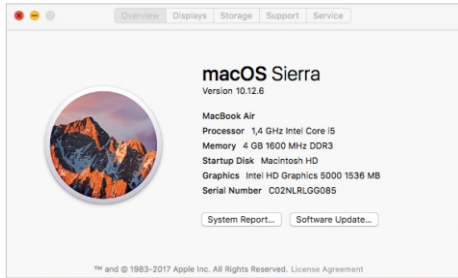 Overview Displays Storage Support Service
macOS Sierra
Version 10.12.6
MacBook Air
Processor 1,4 GHz Intel Core i5
Memory 4 GB 1600 MHz DDR3
Startup Disk Macintosh HD
Graphics Intel HD Graphics 5000 1536 MB
Serial Number C02NLRLGG085
System Report... Software Update...
™ and © 1983-2017 Apple Inc. All Rights Reserved. License Agreement